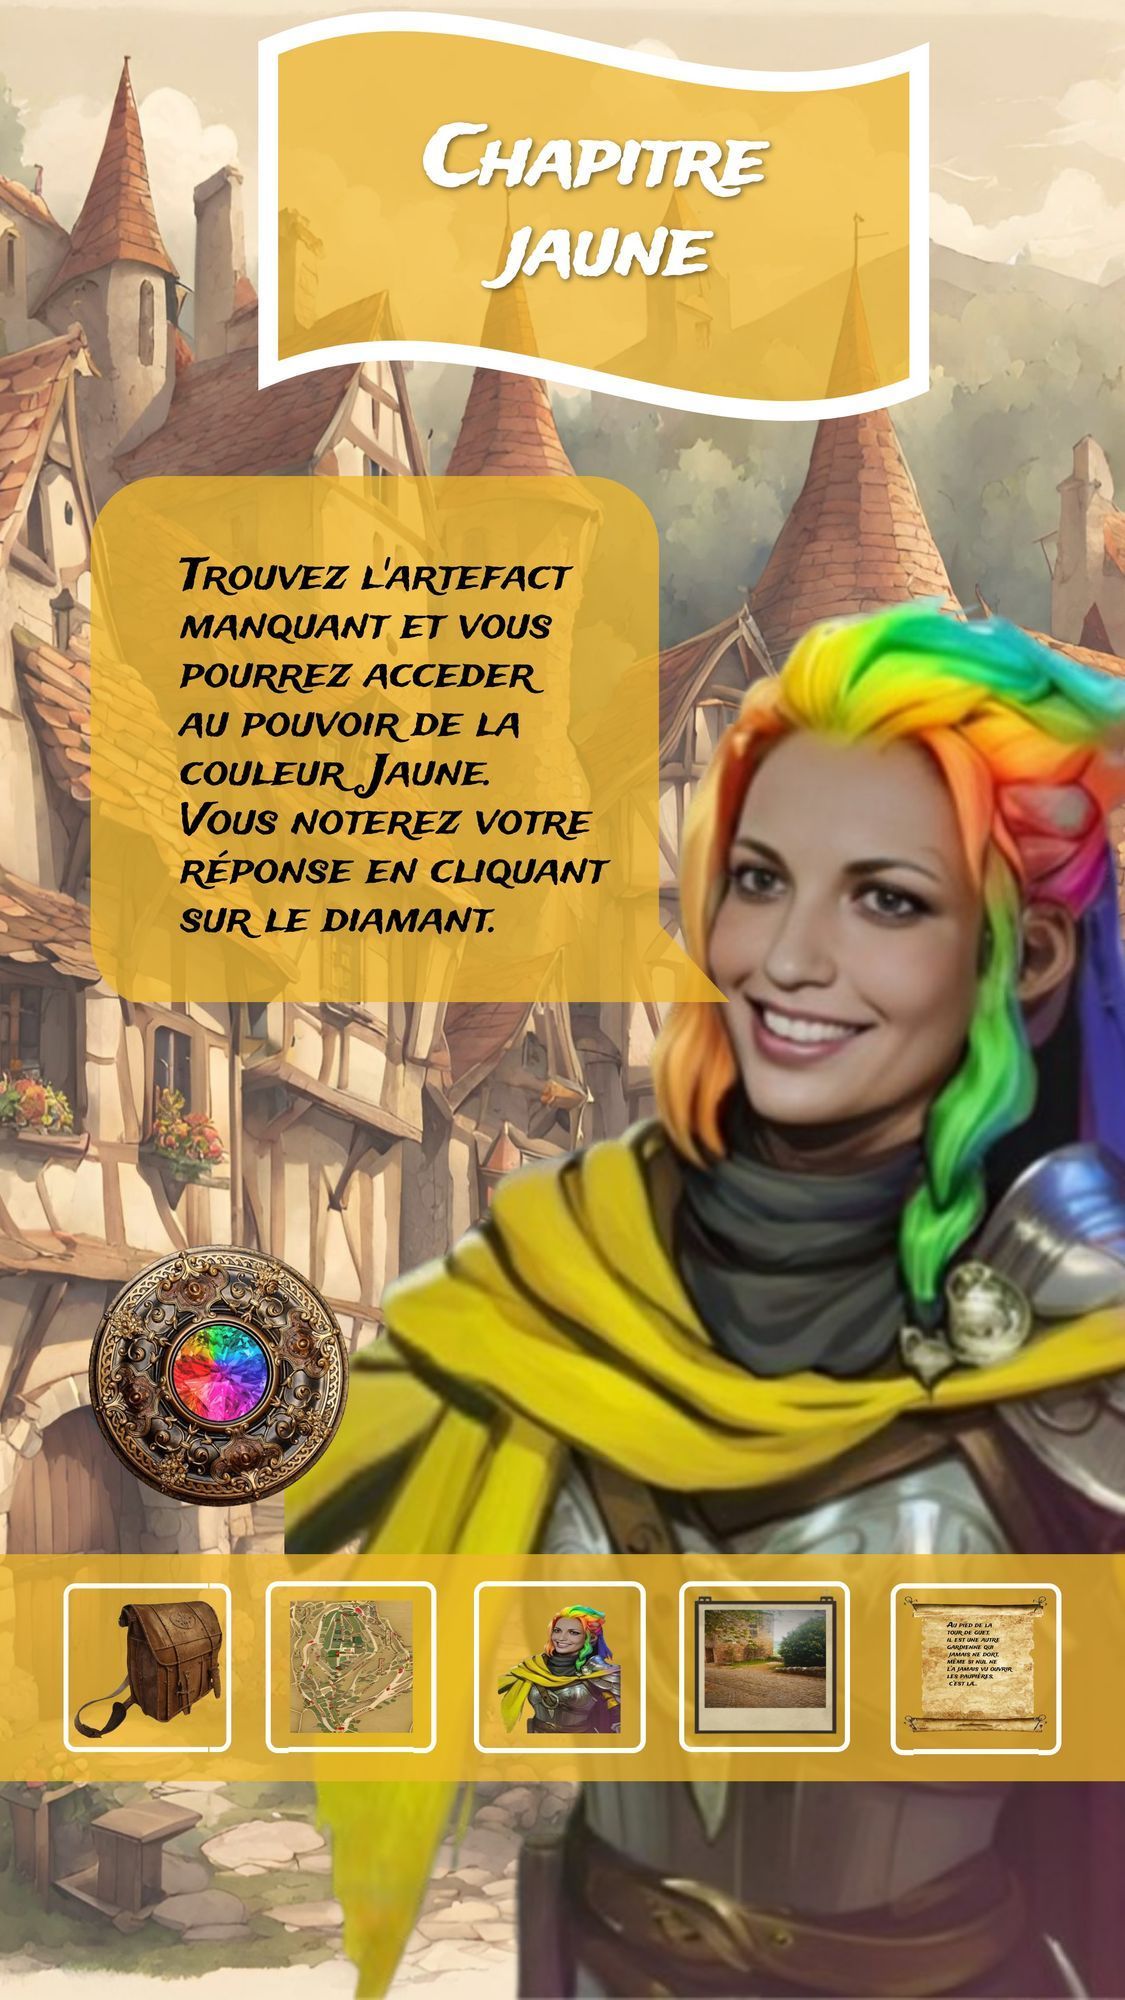 Chapitre
jaune
Trouvez l'artefact
manquant et vous
pourrez acceder
au pouvoir de la
couleur Jaune.
Vous noterez votre
réponse en cliquant
sur le diamant.
Au pied de la
tour de guet,
il est une autre
gardienne qui
jamais ne dort,
même si nul ne
l'a jamais vu ouvrir
les paupières.
C'est la...